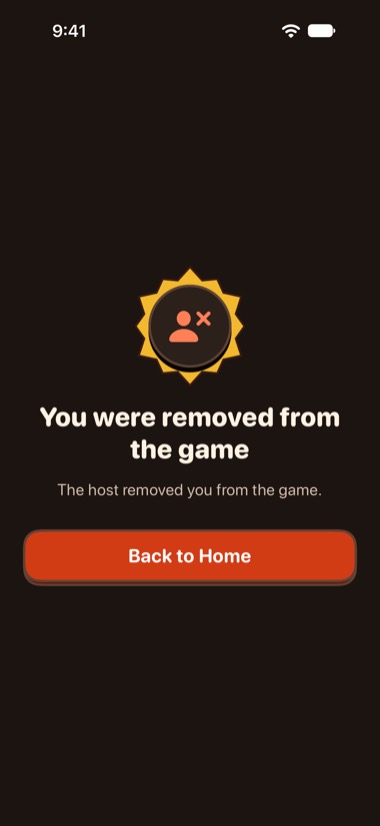 9:41
You were removed from
the game
The host removed you from the game.
Back to Home